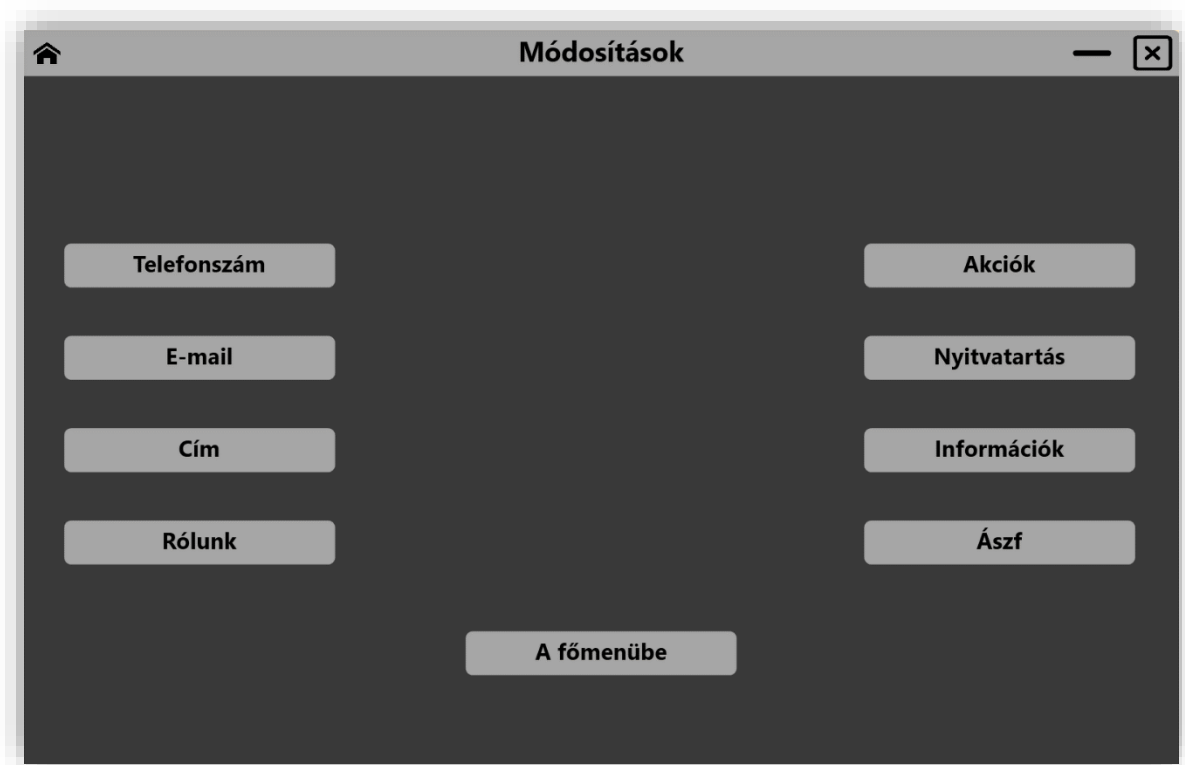 Módosítások
Telefonszám
Akciók
E-mail
Nyitvatartás
Cím
Információk
Rólunk
Ászf
A főmenübe